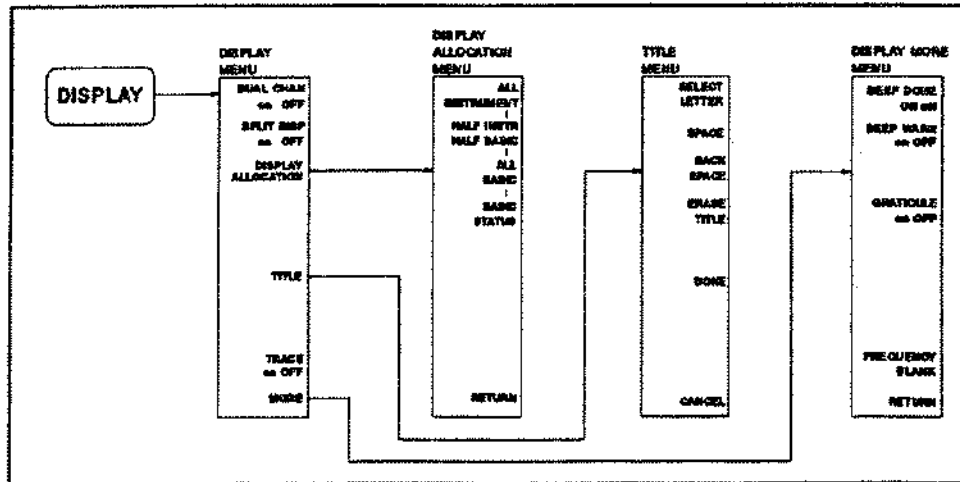 DISPLAY
DISPLAY
MENU
DUAL CHAN
on OFF
SPLIT DISP
on OFF
DISPLAY
ALLOCATION
TITLE
TRACE
on OFF
MORE
DISPLAY
ALLOCATION
MENU
ALL
INSTRUMENT
HALF INSTR
HALF BASIC
ALL
BASIC
BASIC
STATUS
RETURN
TITLE
MENU
SELECT
LETTER
SPACE
BACK
SPACE
ERASE
TITLE
DONE
CANCEL
DISPLAY MORE
MENU
BEEP DONE
ON off
BEEP WARN
on OFF
GRATICULE
on OFF
FREQUENCY
BLANK
RETURN